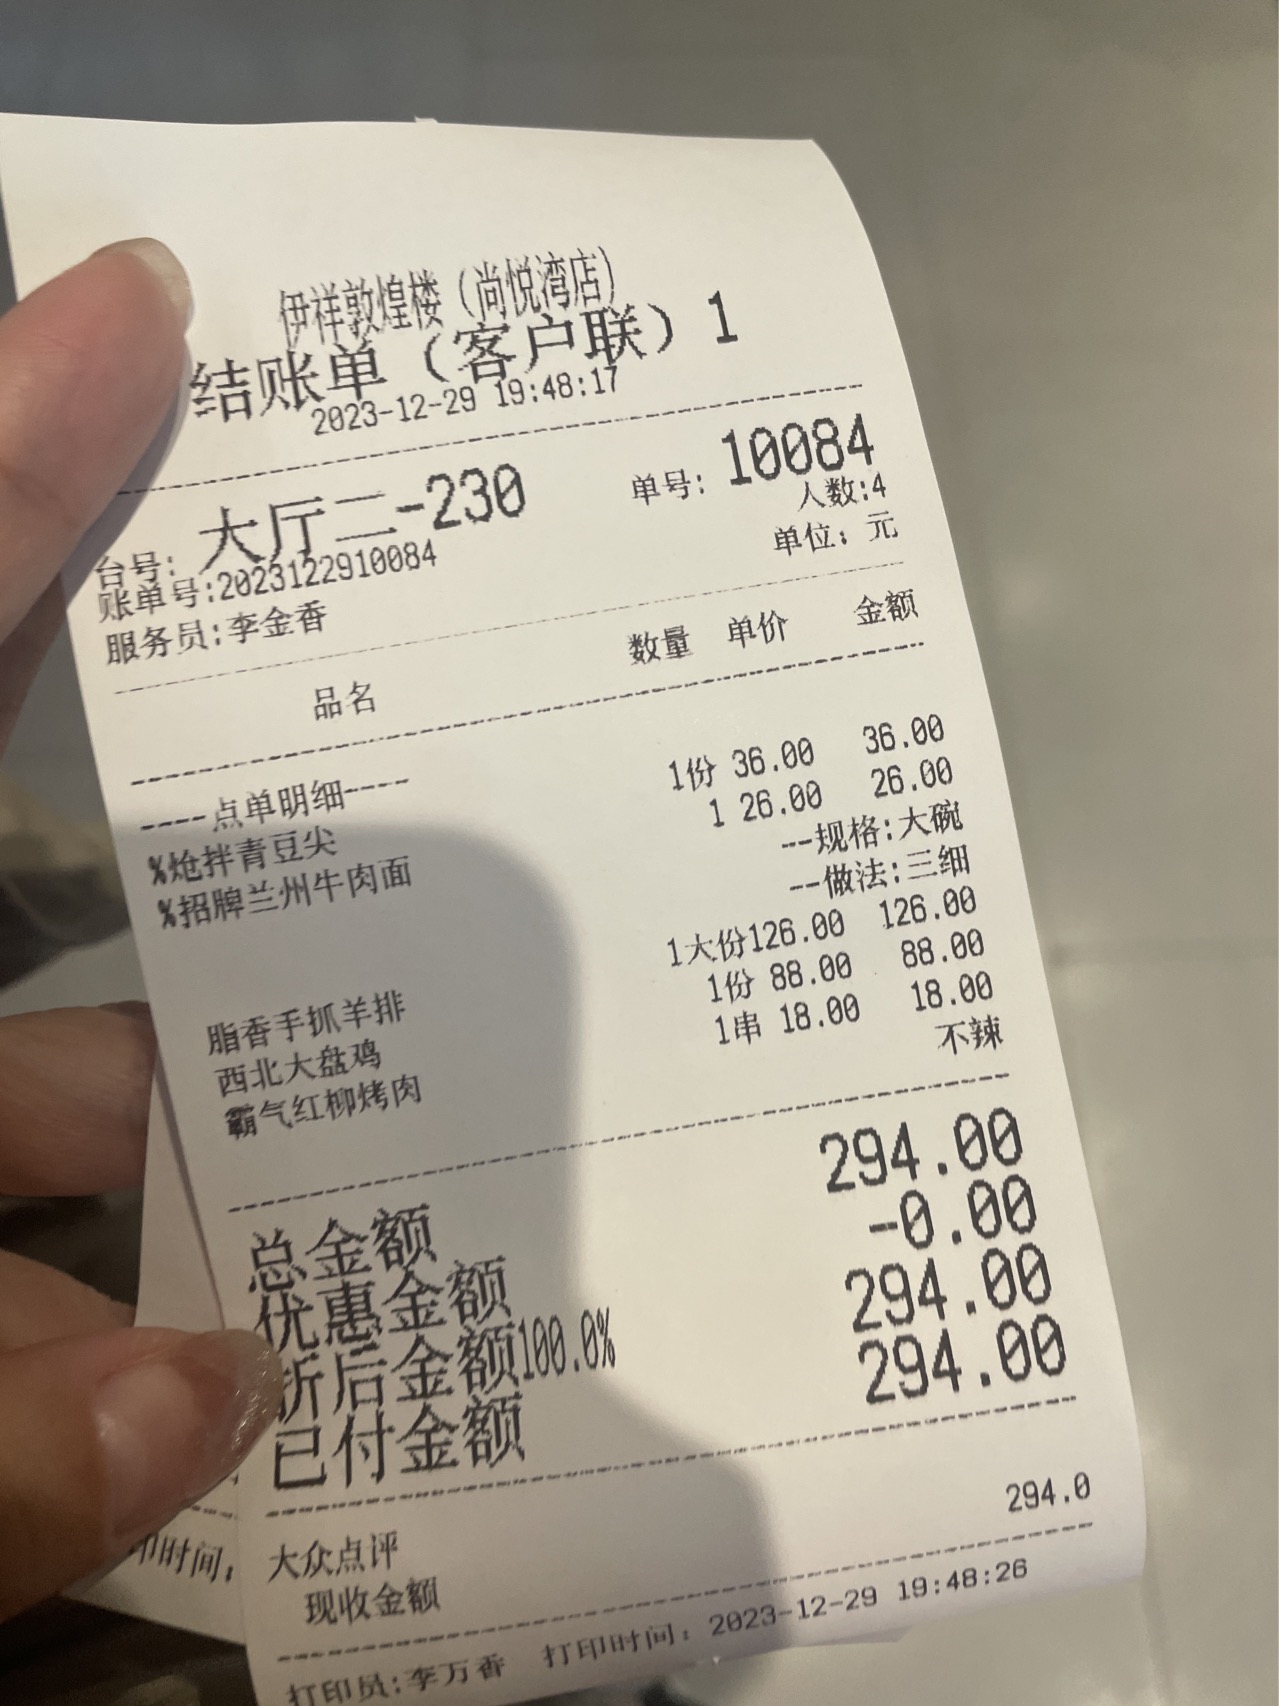 伊祥敦煌楼（尚悦湾店）
结账单（客户联）1
2023-12-29 19:48:17
台号: 大厅二-230 单号: 10084
账单号:2023122910084 人数:4
服务员:李金香 单位: 元
品名 数量 单价 金额
----点单明细----
%炝拌青豆尖 1份 36.00 36.00
%招牌兰州牛肉面 1 26.00 26.00
--规格:大碗
--做法:三细
脂香手抓羊排 1大份126.00 126.00
西北大盘鸡 1份 88.00 88.00
霸气红柳烤肉 1串 18.00 18.00
不辣
总金额 294.00
优惠金额 -0.00
折后金额100.0% 294.00
已付金额 294.00
大众点评 294.0
现收金额
打印员:李万香 打印时间: 2023-12-29 19:48:26
印时间: